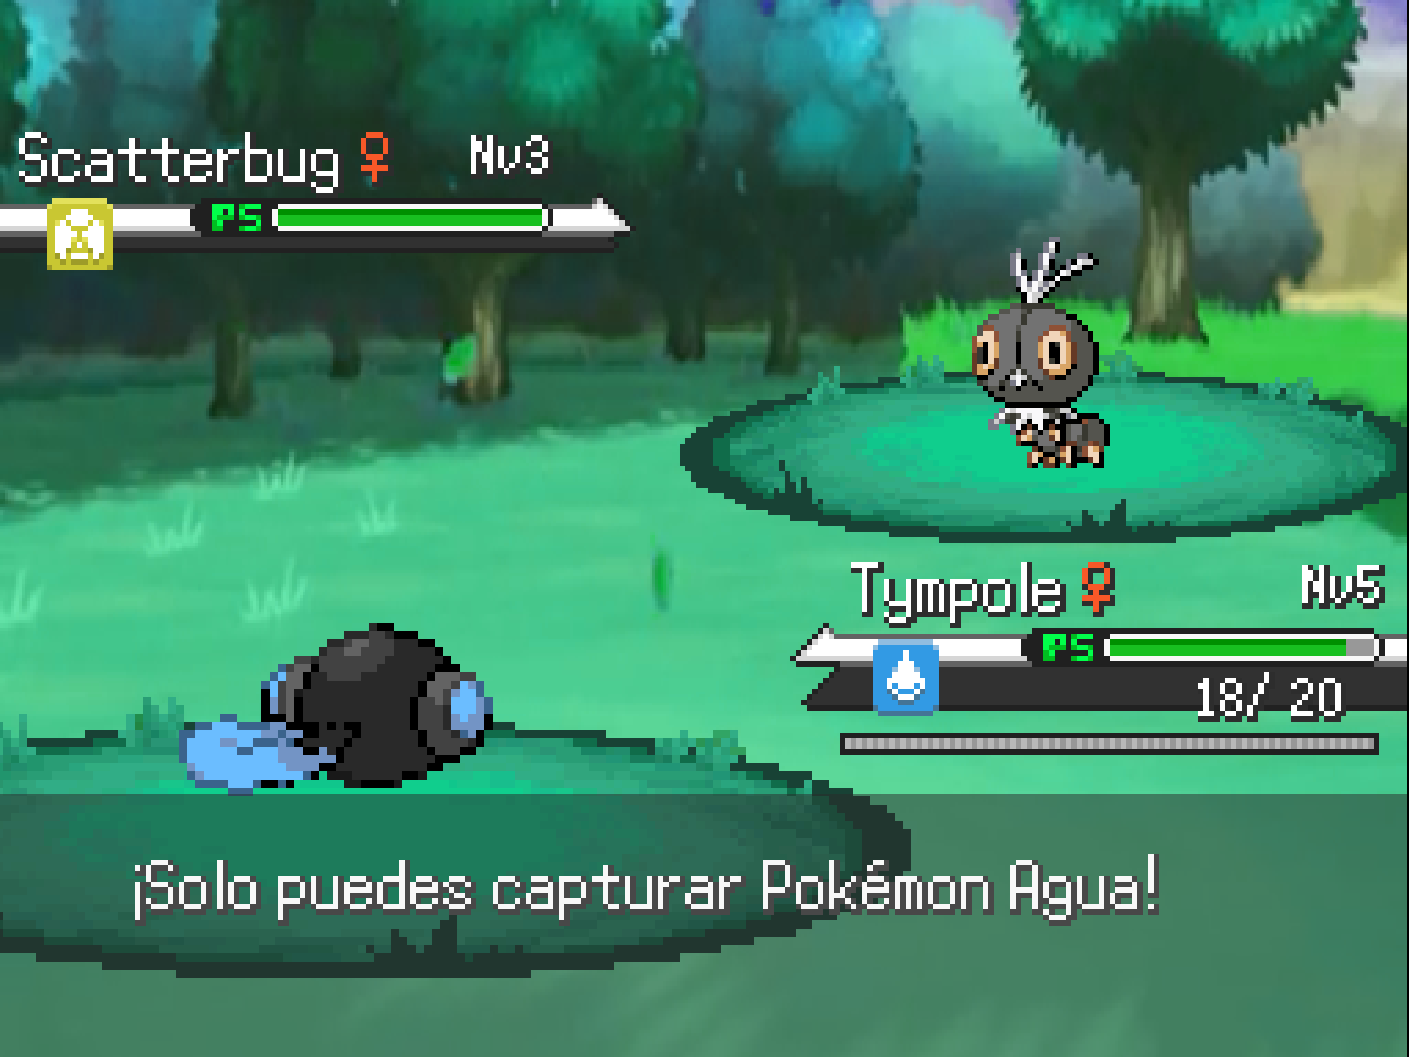 Scatterbug♀ Nv3
PS
Tympole♀ Nv5
PS
18/ 20
¡Solo puedes capturar Pokémon Agua!